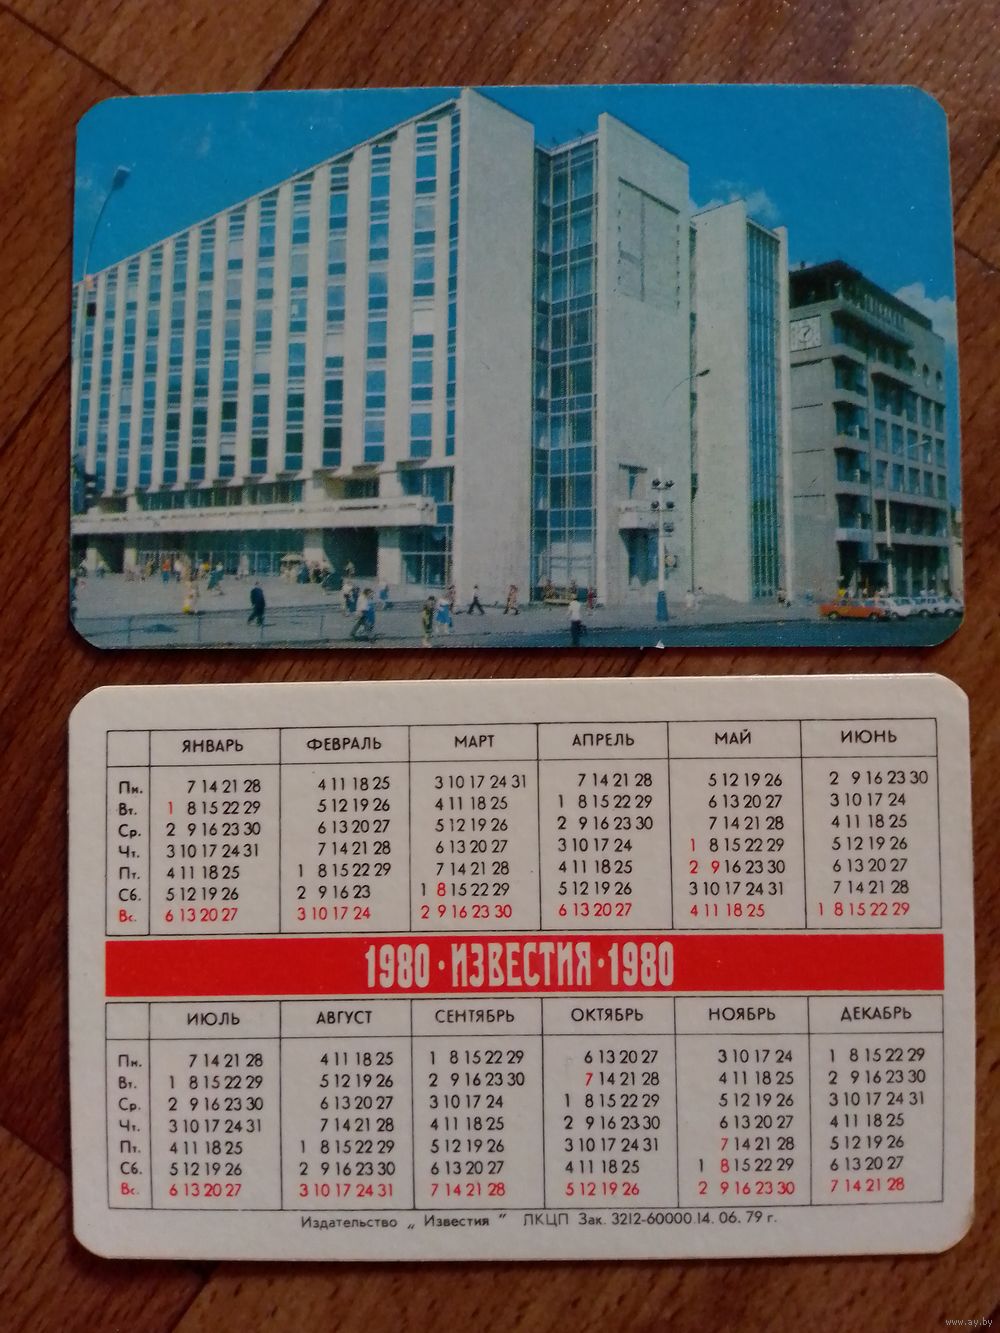 ЯНВАРЬ ФЕВРАЛЬ МАРТ АПРЕЛЬ МАЙ ИЮНЬ
Пн. 7 14 21 28 4 11 18 25 3 10 17 24 31 7 14 21 28 5 12 19 26 2 9 16 23 30
Вт. 1 8 15 22 29 5 12 19 26 4 11 18 25 1 8 15 22 29 6 13 20 27 3 10 17 24
Ср. 2 9 16 23 30 6 13 20 27 5 12 19 26 2 9 16 23 30 7 14 21 28 4 11 18 25
Чт. 3 10 17 24 31 7 14 21 28 6 13 20 27 3 10 17 24 1 8 15 22 29 5 12 19 26
Пт. 4 11 18 25 1 8 15 22 29 7 14 21 28 4 11 18 25 2 9 16 23 30 6 13 20 27
Сб. 5 12 19 26 2 9 16 23 1 8 15 22 29 5 12 19 26 3 10 17 24 31 7 14 21 28
Вс. 6 13 20 27 3 10 17 24 2 9 16 23 30 6 13 20 27 4 11 18 25 1 8 15 22 29
1980 · ИЗВЕСТИЯ · 1980
ИЮЛЬ АВГУСТ СЕНТЯБРЬ ОКТЯБРЬ НОЯБРЬ ДЕКАБРЬ
Пн. 7 14 21 28 4 11 18 25 1 8 15 22 29 6 13 20 27 3 10 17 24 1 8 15 22 29
Вт. 1 8 15 22 29 5 12 19 26 2 9 16 23 30 7 14 21 28 4 11 18 25 2 9 16 23 30
Ср. 2 9 16 23 30 6 13 20 27 3 10 17 24 1 8 15 22 29 5 12 19 26 3 10 17 24 31
Чт. 3 10 17 24 31 7 14 21 28 4 11 18 25 2 9 16 23 30 6 13 20 27 4 11 18 25
Пт. 4 11 18 25 1 8 15 22 29 5 12 19 26 3 10 17 24 31 7 14 21 28 5 12 19 26
Сб. 5 12 19 26 2 9 16 23 30 6 13 20 27 4 11 18 25 1 8 15 22 29 6 13 20 27
Вс. 6 13 20 27 3 10 17 24 31 7 14 21 28 5 12 19 26 2 9 16 23 30 7 14 21 28
Издательство „ Известия " ЛКЦП Зак. 3212-60000.14. 06. 79 г.
www.ay.by